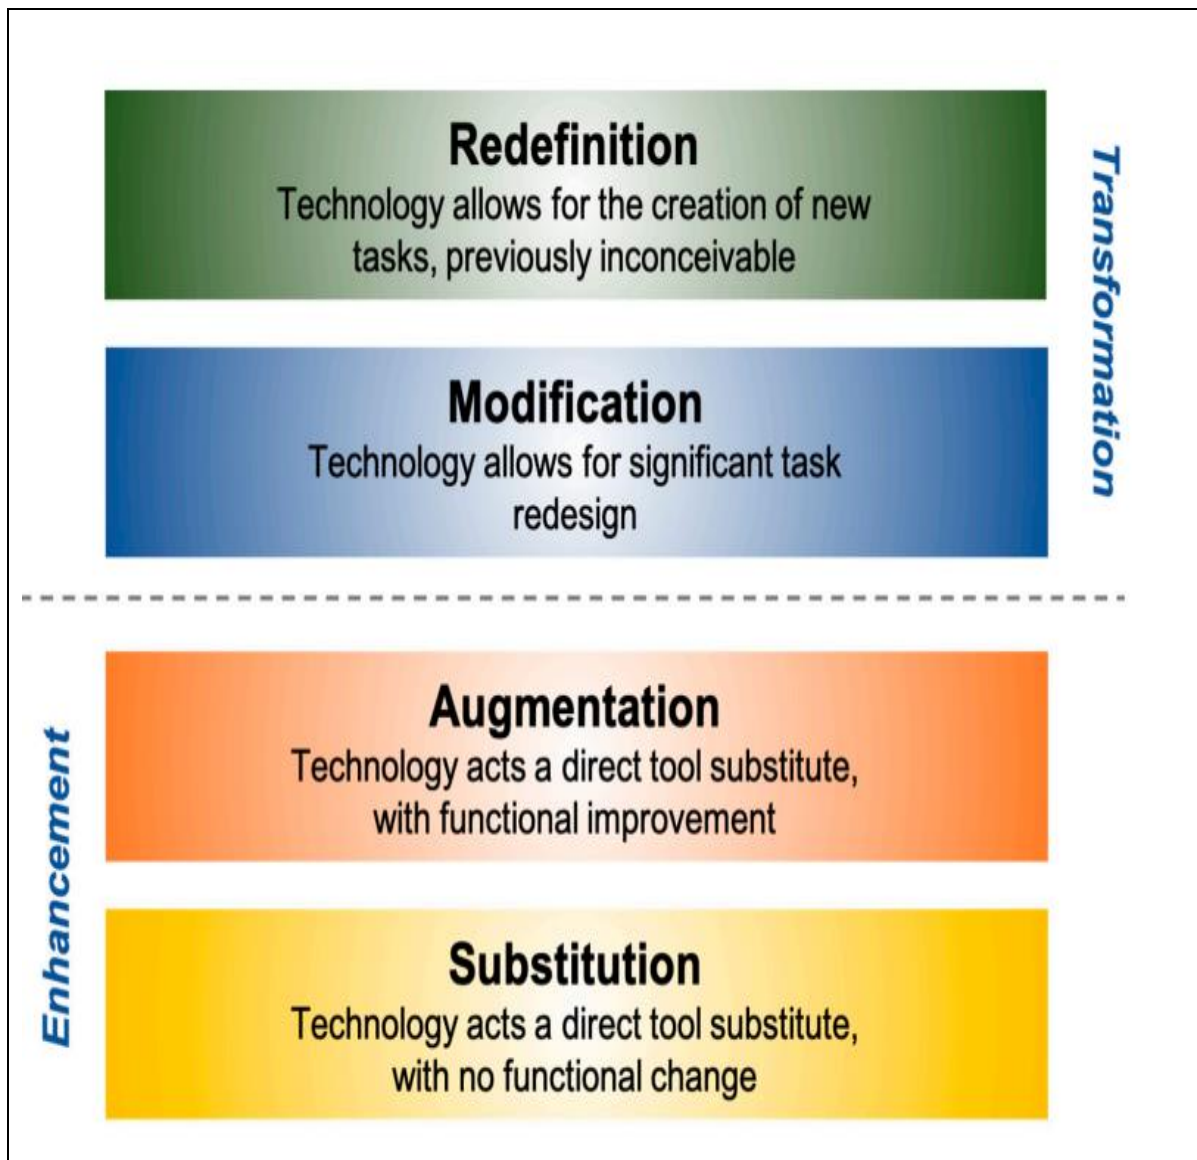 Redefinition
Technology allows for the creation of new
tasks, previously inconceivable
Transformation
Modification
Technology allows for significant task
redesign
Augmentation
Technology acts a direct tool substitute,
with functional improvement
Enhancement
Substitution
Technology acts a direct tool substitute,
with no functional change